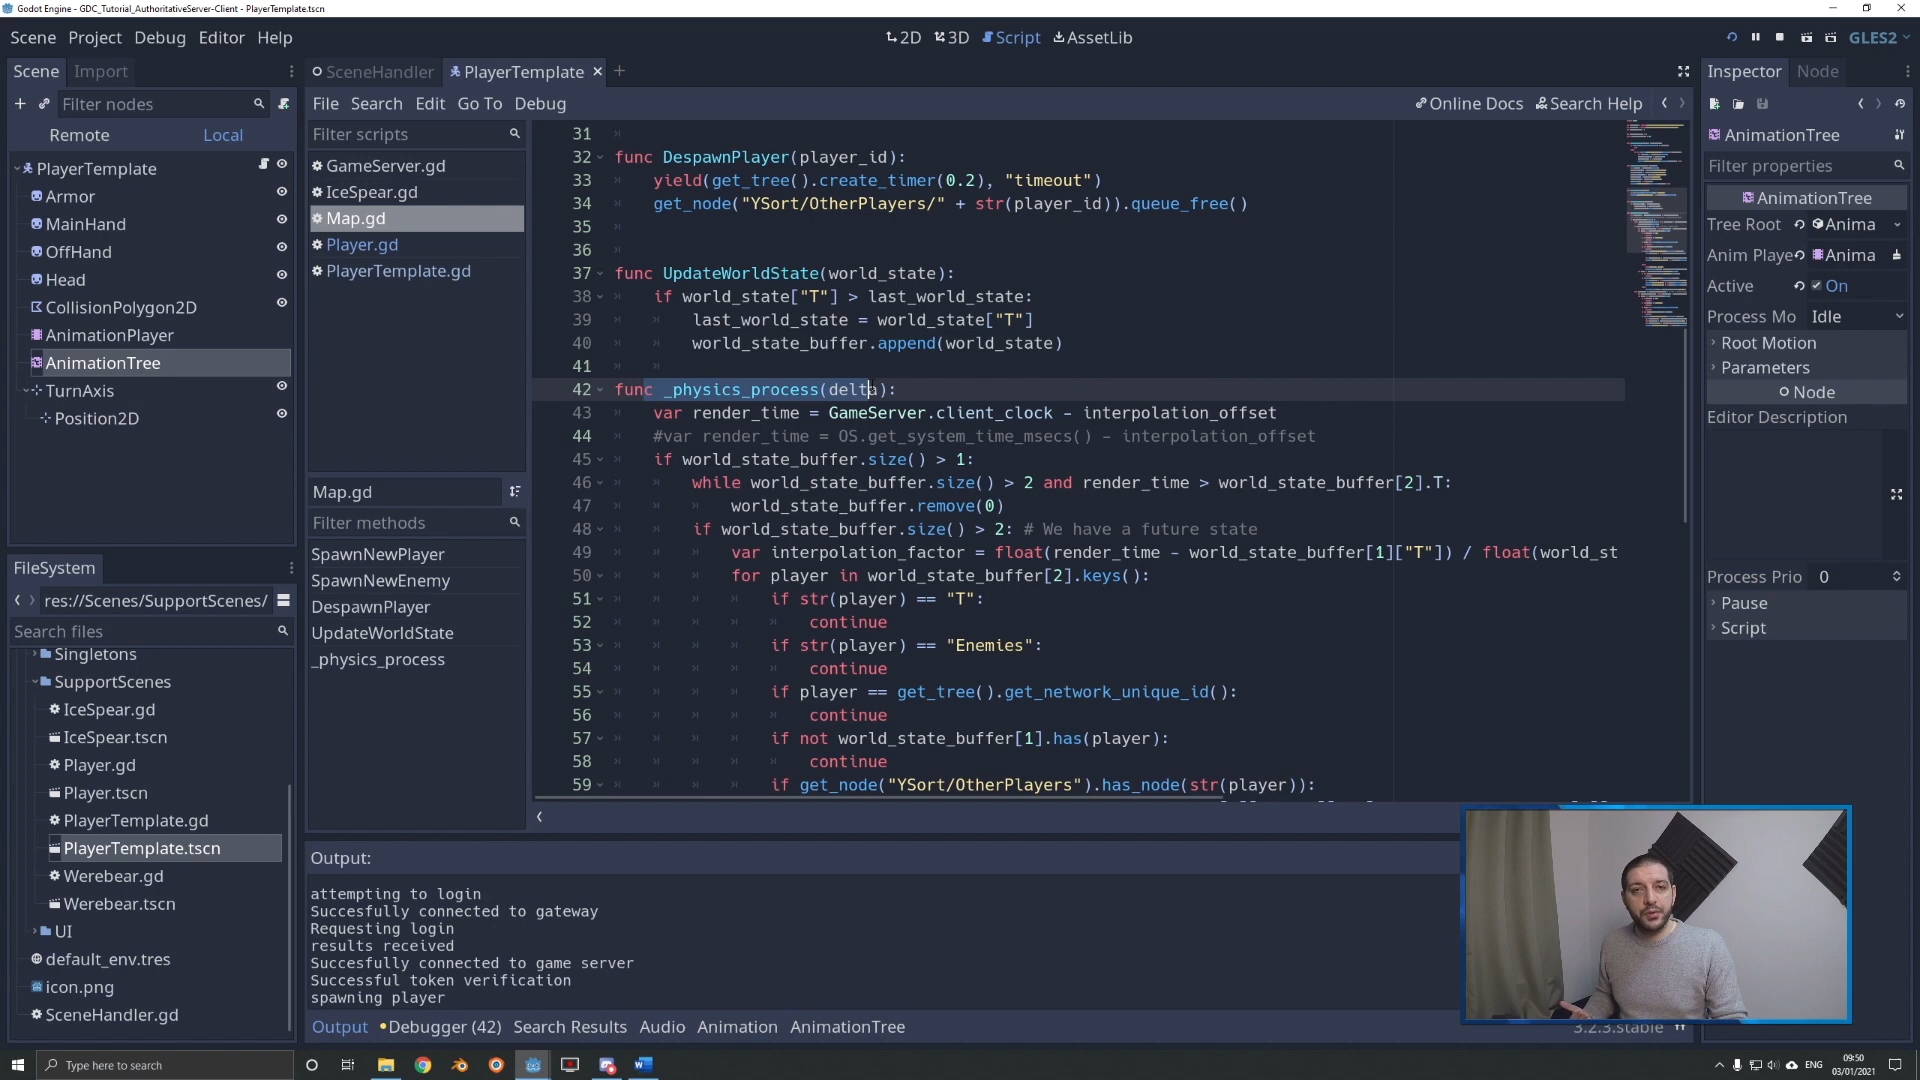 Godot Engine - GDC_Tutorial_AuthoritativeServer-Client - PlayerTemplate.tscn
Scene Project Debug Editor Help
2D 3D Script AssetLib
GLES2
Scene Import
SceneHandler PlayerTemplate
Inspector Node
Filter nodes
File Search Edit Go To Debug
Online Docs Search Help
Remote Local
Filter scripts
AnimationTree
PlayerTemplate
Armor
MainHand
OffHand
Head
CollisionPolygon2D
AnimationPlayer
AnimationTree
TurnAxis
Position2D
GameServer.gd
IceSpear.gd
Map.gd
Player.gd
PlayerTemplate.gd
Map.gd
Filter methods
SpawnNewPlayer
SpawnNewEnemy
DespawnPlayer
UpdateWorldState
_physics_process
31
32 func DespawnPlayer(player_id):
33 yield(get_tree().create_timer(0.2), "timeout")
34 get_node("YSort/OtherPlayers/" + str(player_id)).queue_free()
35
36
37 func UpdateWorldState(world_state):
38 if world_state["T"] > last_world_state:
39 last_world_state = world_state["T"]
40 world_state_buffer.append(world_state)
41
42 func _physics_process(delta):
43 var render_time = GameServer.client_clock - interpolation_offset
44 #var render_time = OS.get_system_time_msecs() - interpolation_offset
45 if world_state_buffer.size() > 1:
46 while world_state_buffer.size() > 2 and render_time > world_state_buffer[2].T:
47 world_state_buffer.remove(0)
48 if world_state_buffer.size() > 2: # We have a future state
49 var interpolation_factor = float(render_time - world_state_buffer[1]["T"]) / float(world_st
50 for player in world_state_buffer[2].keys():
51 if str(player) == "T":
52 continue
53 if str(player) == "Enemies":
54 continue
55 if player == get_tree().get_network_unique_id():
56 continue
57 if not world_state_buffer[1].has(player):
58 continue
59 if get_node("YSort/OtherPlayers").has_node(str(player)):
Filter properties
AnimationTree
Tree Root Anima
Anim Playe Anima
Active On
Process Mo Idle
Root Motion
Parameters
Node
Editor Description
Process Prio 0
Pause
Script
FileSystem
res://Scenes/SupportScenes/
Search files
Singletons
SupportScenes
IceSpear.gd
IceSpear.tscn
Player.gd
Player.tscn
PlayerTemplate.gd
PlayerTemplate.tscn
Werebear.gd
Werebear.tscn
UI
default_env.tres
icon.png
SceneHandler.gd
Output:
attempting to login
Succesfully connected to gateway
Requesting login
results received
Succesfully connected to game server
Successful token verification
spawning player
Output Debugger (42) Search Results Audio Animation AnimationTree
3.2.3.stable
Type here to search
ENG
09:50
03/01/2021